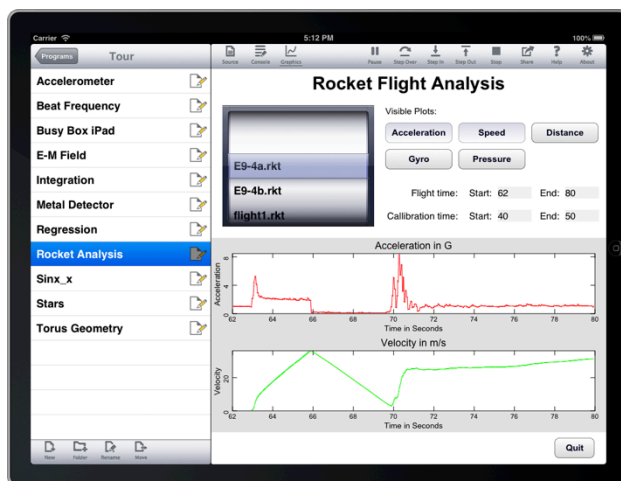 Carrier 5:12 PM 100%
Programs Tour
Source Console Graphics Pause Step Over Step In Step Out Stop Share Help About
Accelerometer
Beat Frequency
Busy Box iPad
E-M Field
Integration
Metal Detector
Regression
Rocket Analysis
Sinx_x
Stars
Torus Geometry
New Folder Rename Move
Rocket Flight Analysis
E9-4a.rkt
E9-4b.rkt
flight1.rkt
Visible Plots:
Acceleration Speed Distance
Gyro Pressure
Flight time: Start: 62 End: 80
Callibration time: Start: 40 End: 50
Acceleration in G
Acceleration
8
4
0
62 64 66 68 70 72 74 76 78 80
Time in Seconds
Velocity in m/s
Velocity
20
0
62 64 66 68 70 72 74 76 78 80
Time in Seconds
Quit